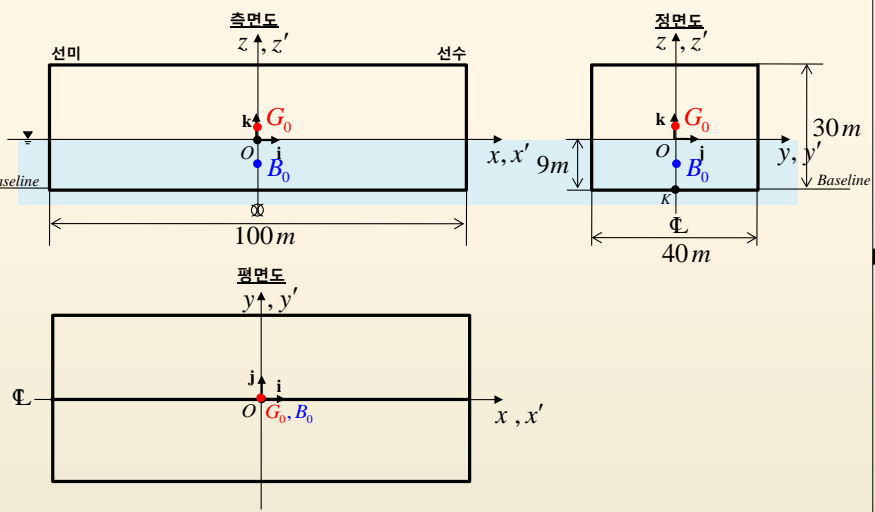 측면도
z , z′
선미
선수
k
G₀
O
i
B₀
x, x′
Baseline
100 m
정면도
z , z′
k
G₀
O
j
B₀
y, y′
30 m
9m
K
Baseline
℄
40 m
평면도
y , y′
j
i
℄
O
G₀, B₀
x , x′